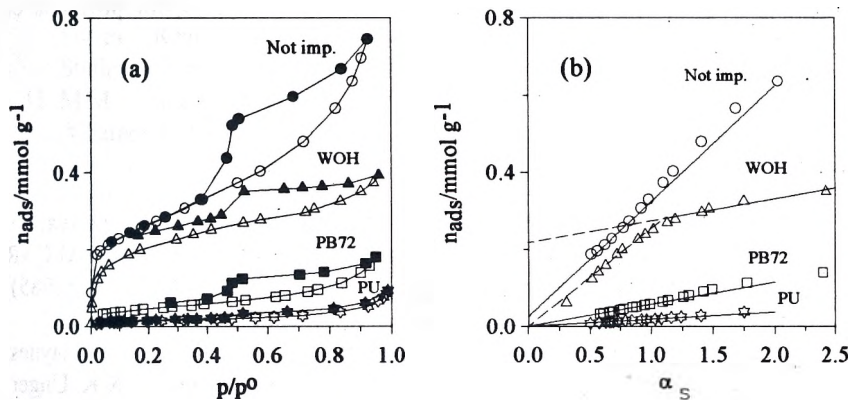 0.8
0.4
0.0
nads/mmol g-1
(a)
Not imp.
WOH
PB72
PU
0.0 0.2 0.4 0.6 0.8 1.0
p/po
0.8
0.4
0.0
nads/mmol g-1
(b)
Not imp.
WOH
PB72
PU
0.0 0.5 1.0 1.5 2.0 2.5
αS